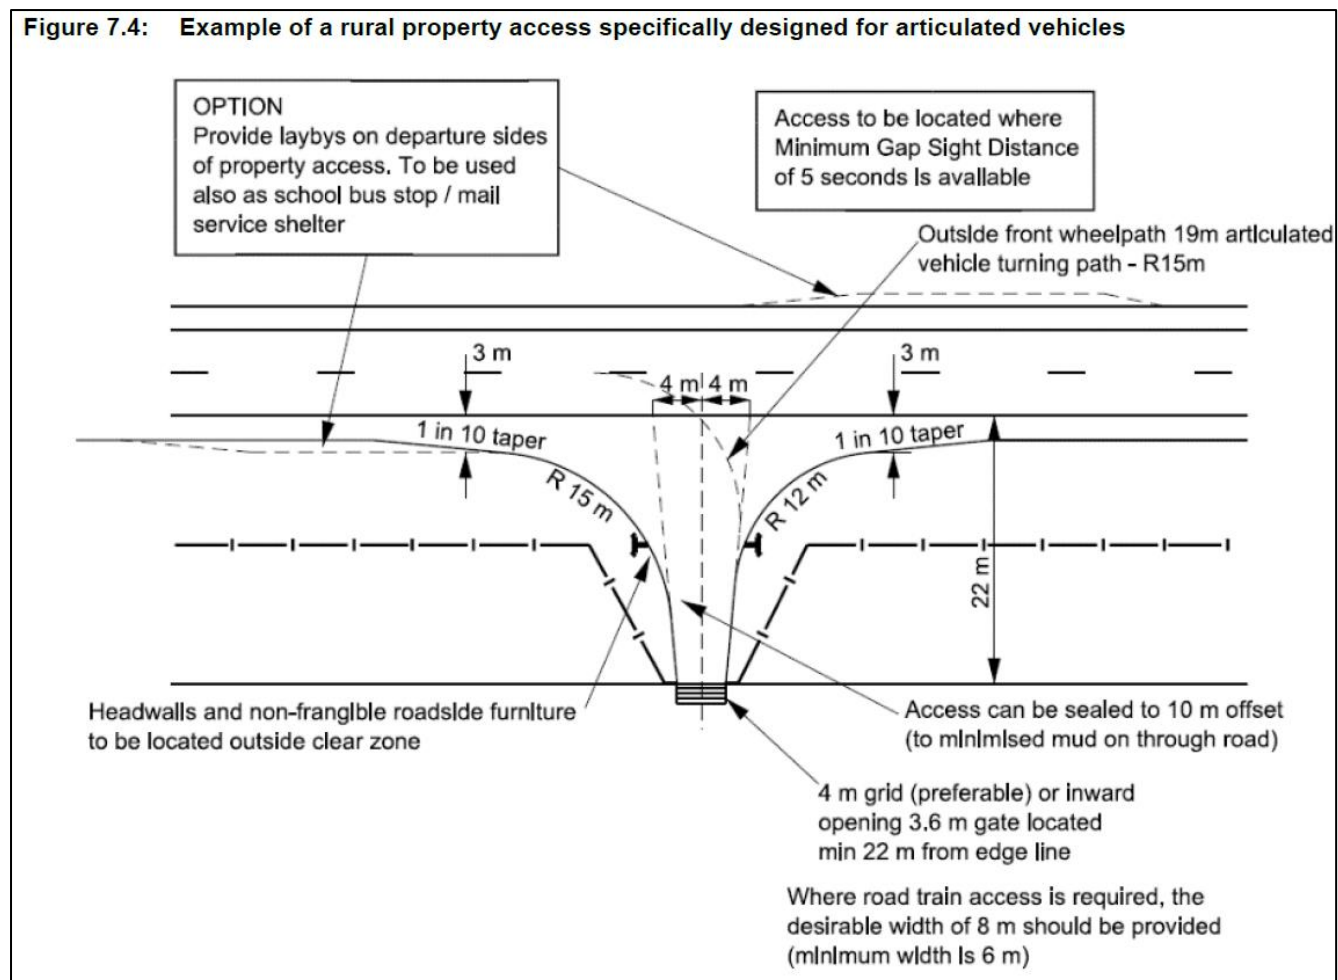 Figure 7.4: Example of a rural property access specifically designed for articulated vehicles
OPTION
Provide laybys on departure sides
of property access. To be used
also as school bus stop / mail
service shelter
Access to be located where
Minimum Gap Sight Distance
of 5 seconds is available
Outside front wheelpath 19m articulated
vehicle turning path - R15m
3 m
3 m
4 m
4 m
1 in 10 taper
1 in 10 taper
R 15 m
R 12 m
22 m
Headwalls and non-frangible roadside furniture
to be located outside clear zone
Access can be sealed to 10 m offset
(to minimised mud on through road)
4 m grid (preferable) or inward
opening 3.6 m gate located
min 22 m from edge line
Where road train access is required, the
desirable width of 8 m should be provided
(minimum width is 6 m)